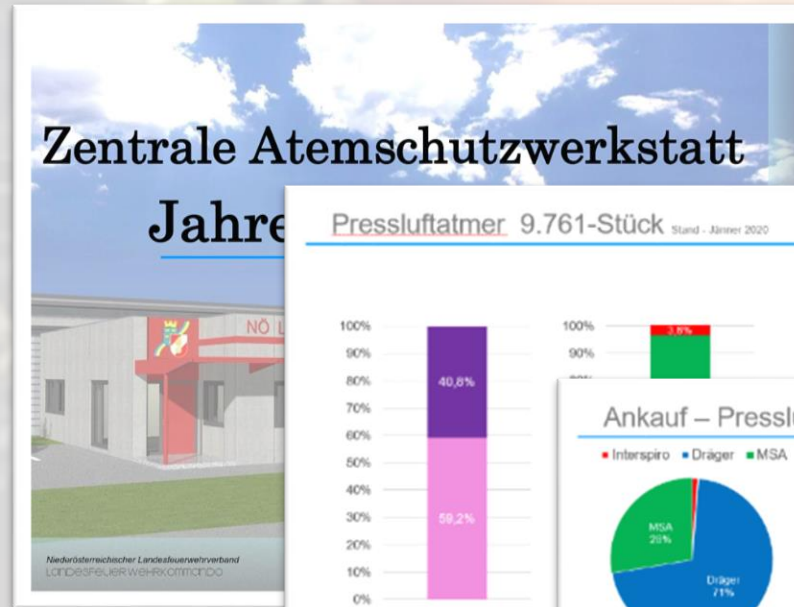 Zentrale Atemschutzwerkstatt
Jahre
NÖ L
Niederösterreichischer Landesfeuerwehrverband
LANDESFEUERWEHRKOMMANDO
Pressluftatmer 9.761-Stück Stand - Jänner 2020
100%
90%
80%
70%
60%
50%
40%
30%
20%
10%
0%
40,8%
59,2%
100%
90%
3,8%
Ankauf – Presslu
Interspiro Dräger MSA
MSA
Dräger
71%